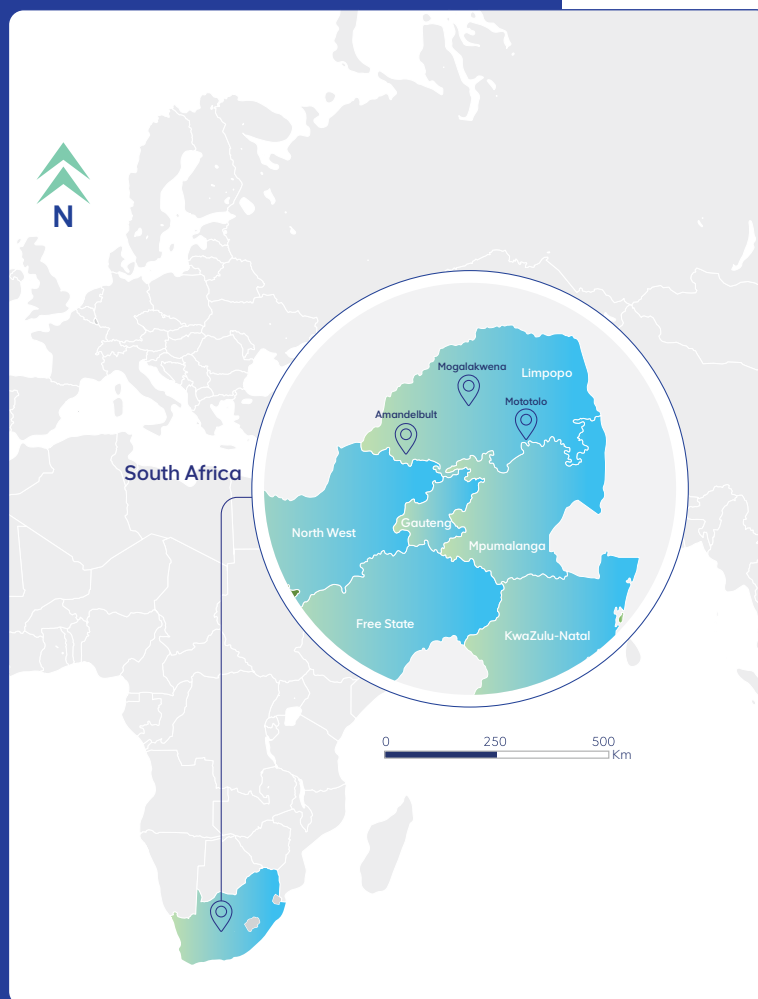 N
Mogalakwena
Limpopo
Mototolo
Amandelbult
South Africa
Gauteng
North West
Mpumalanga
Free State
KwaZulu-Natal
0 250 500
Km